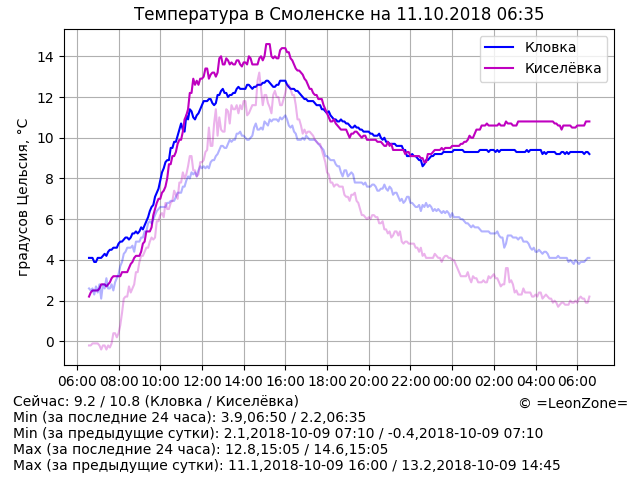 Температура в Смоленске на 11.10.2018 06:35
Кловка
Киселёвка
градусов Цельсия, °C
14
12
10
8
6
4
2
0
06:00 08:00 10:00 12:00 14:00 16:00 18:00 20:00 22:00 00:00 02:00 04:00 06:00
Сейчас: 9.2 / 10.8 (Кловка / Киселёвка)
© =LeonZone=
Min (за последние 24 часа): 3.9,06:50 / 2.2,06:35
Min (за предыдущие сутки): 2.1,2018-10-09 07:10 / -0.4,2018-10-09 07:10
Max (за последние 24 часа): 12.8,15:05 / 14.6,15:05
Max (за предыдущие сутки): 11.1,2018-10-09 16:00 / 13.2,2018-10-09 14:45